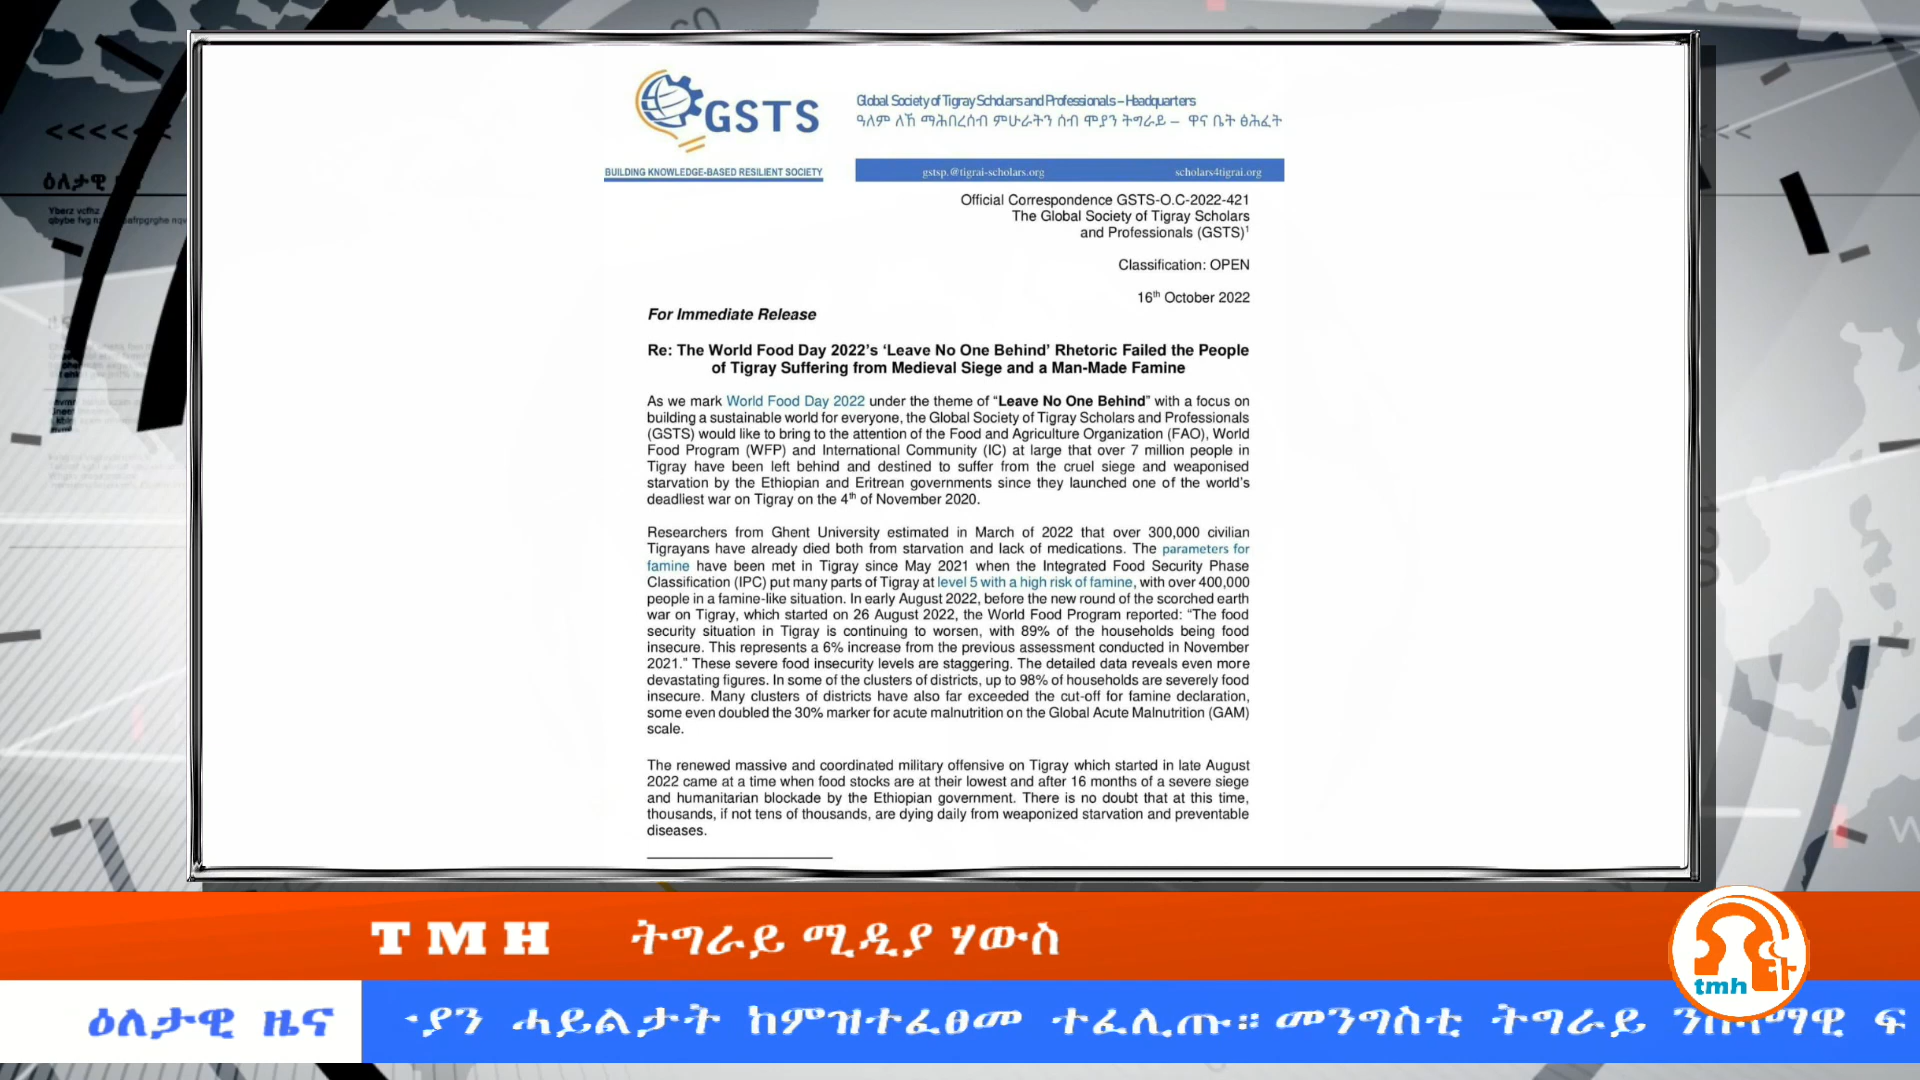 GSTS
BUILDING KNOWLEDGE-BASED RESILIENT SOCIETY
Global Society of Tigray Scholars and Professionals – Headquarters
ዓለም ለኸ ማሕበረሰብ ምሁራትን ሰብ ሞያን ትግራይ – ዋና ቤት ፅሕፈት
gstsp.@tigrai-scholars.org scholars4tigrai.org
Official Correspondence GSTS-O.C-2022-421
The Global Society of Tigray Scholars
and Professionals (GSTS)¹
Classification: OPEN
16th October 2022
For Immediate Release
Re: The World Food Day 2022's ‘Leave No One Behind’ Rhetoric Failed the People
of Tigray Suffering from Medieval Siege and a Man-Made Famine
As we mark World Food Day 2022 under the theme of “Leave No One Behind” with a focus on
building a sustainable world for everyone, the Global Society of Tigray Scholars and Professionals
(GSTS) would like to bring to the attention of the Food and Agriculture Organization (FAO), World
Food Program (WFP) and International Community (IC) at large that over 7 million people in
Tigray have been left behind and destined to suffer from the cruel siege and weaponised
starvation by the Ethiopian and Eritrean governments since they launched one of the world's
deadliest war on Tigray on the 4th of November 2020.
Researchers from Ghent University estimated in March of 2022 that over 300,000 civilian
Tigrayans have already died both from starvation and lack of medications. The parameters for
famine have been met in Tigray since May 2021 when the Integrated Food Security Phase
Classification (IPC) put many parts of Tigray at level 5 with a high risk of famine, with over 400,000
people in a famine-like situation. In early August 2022, before the new round of the scorched earth
war on Tigray, which started on 26 August 2022, the World Food Program reported: “The food
security situation in Tigray is continuing to worsen, with 89% of the households being food
insecure. This represents a 6% increase from the previous assessment conducted in November
2021.” These severe food insecurity levels are staggering. The detailed data reveals even more
devastating figures. In some of the clusters of districts, up to 98% of households are severely food
insecure. Many clusters of districts have also far exceeded the cut-off for famine declaration,
some even doubled the 30% marker for acute malnutrition on the Global Acute Malnutrition (GAM)
scale.
The renewed massive and coordinated military offensive on Tigray which started in late August
2022 came at a time when food stocks are at their lowest and after 16 months of a severe siege
and humanitarian blockade by the Ethiopian government. There is no doubt that at this time,
thousands, if not tens of thousands, are dying daily from weaponized starvation and preventable
diseases.
TMH ትግራይ ሚዲያ ሃውስ
tmh
ዕለታዊ ዜና
ያን ሓይልታት ከምዝተፈፀመ ተፈሊጡ። መንግስቲ ትግራይ